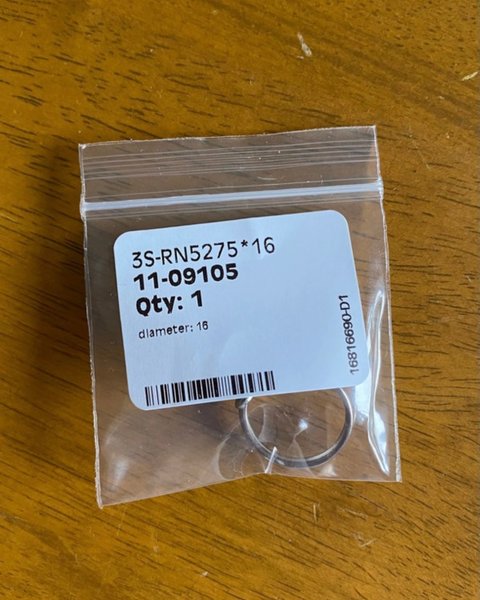 3S-RN5275*16
11-09105
Qty: 1
diameter: 16
16816690-D1